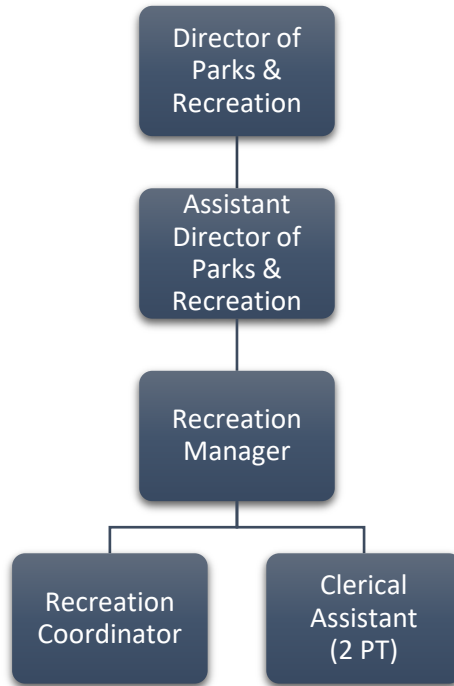 Director of
Parks &
Recreation
Assistant
Director of
Parks &
Recreation
Recreation
Manager
Recreation
Coordinator
Clerical
Assistant
(2 PT)